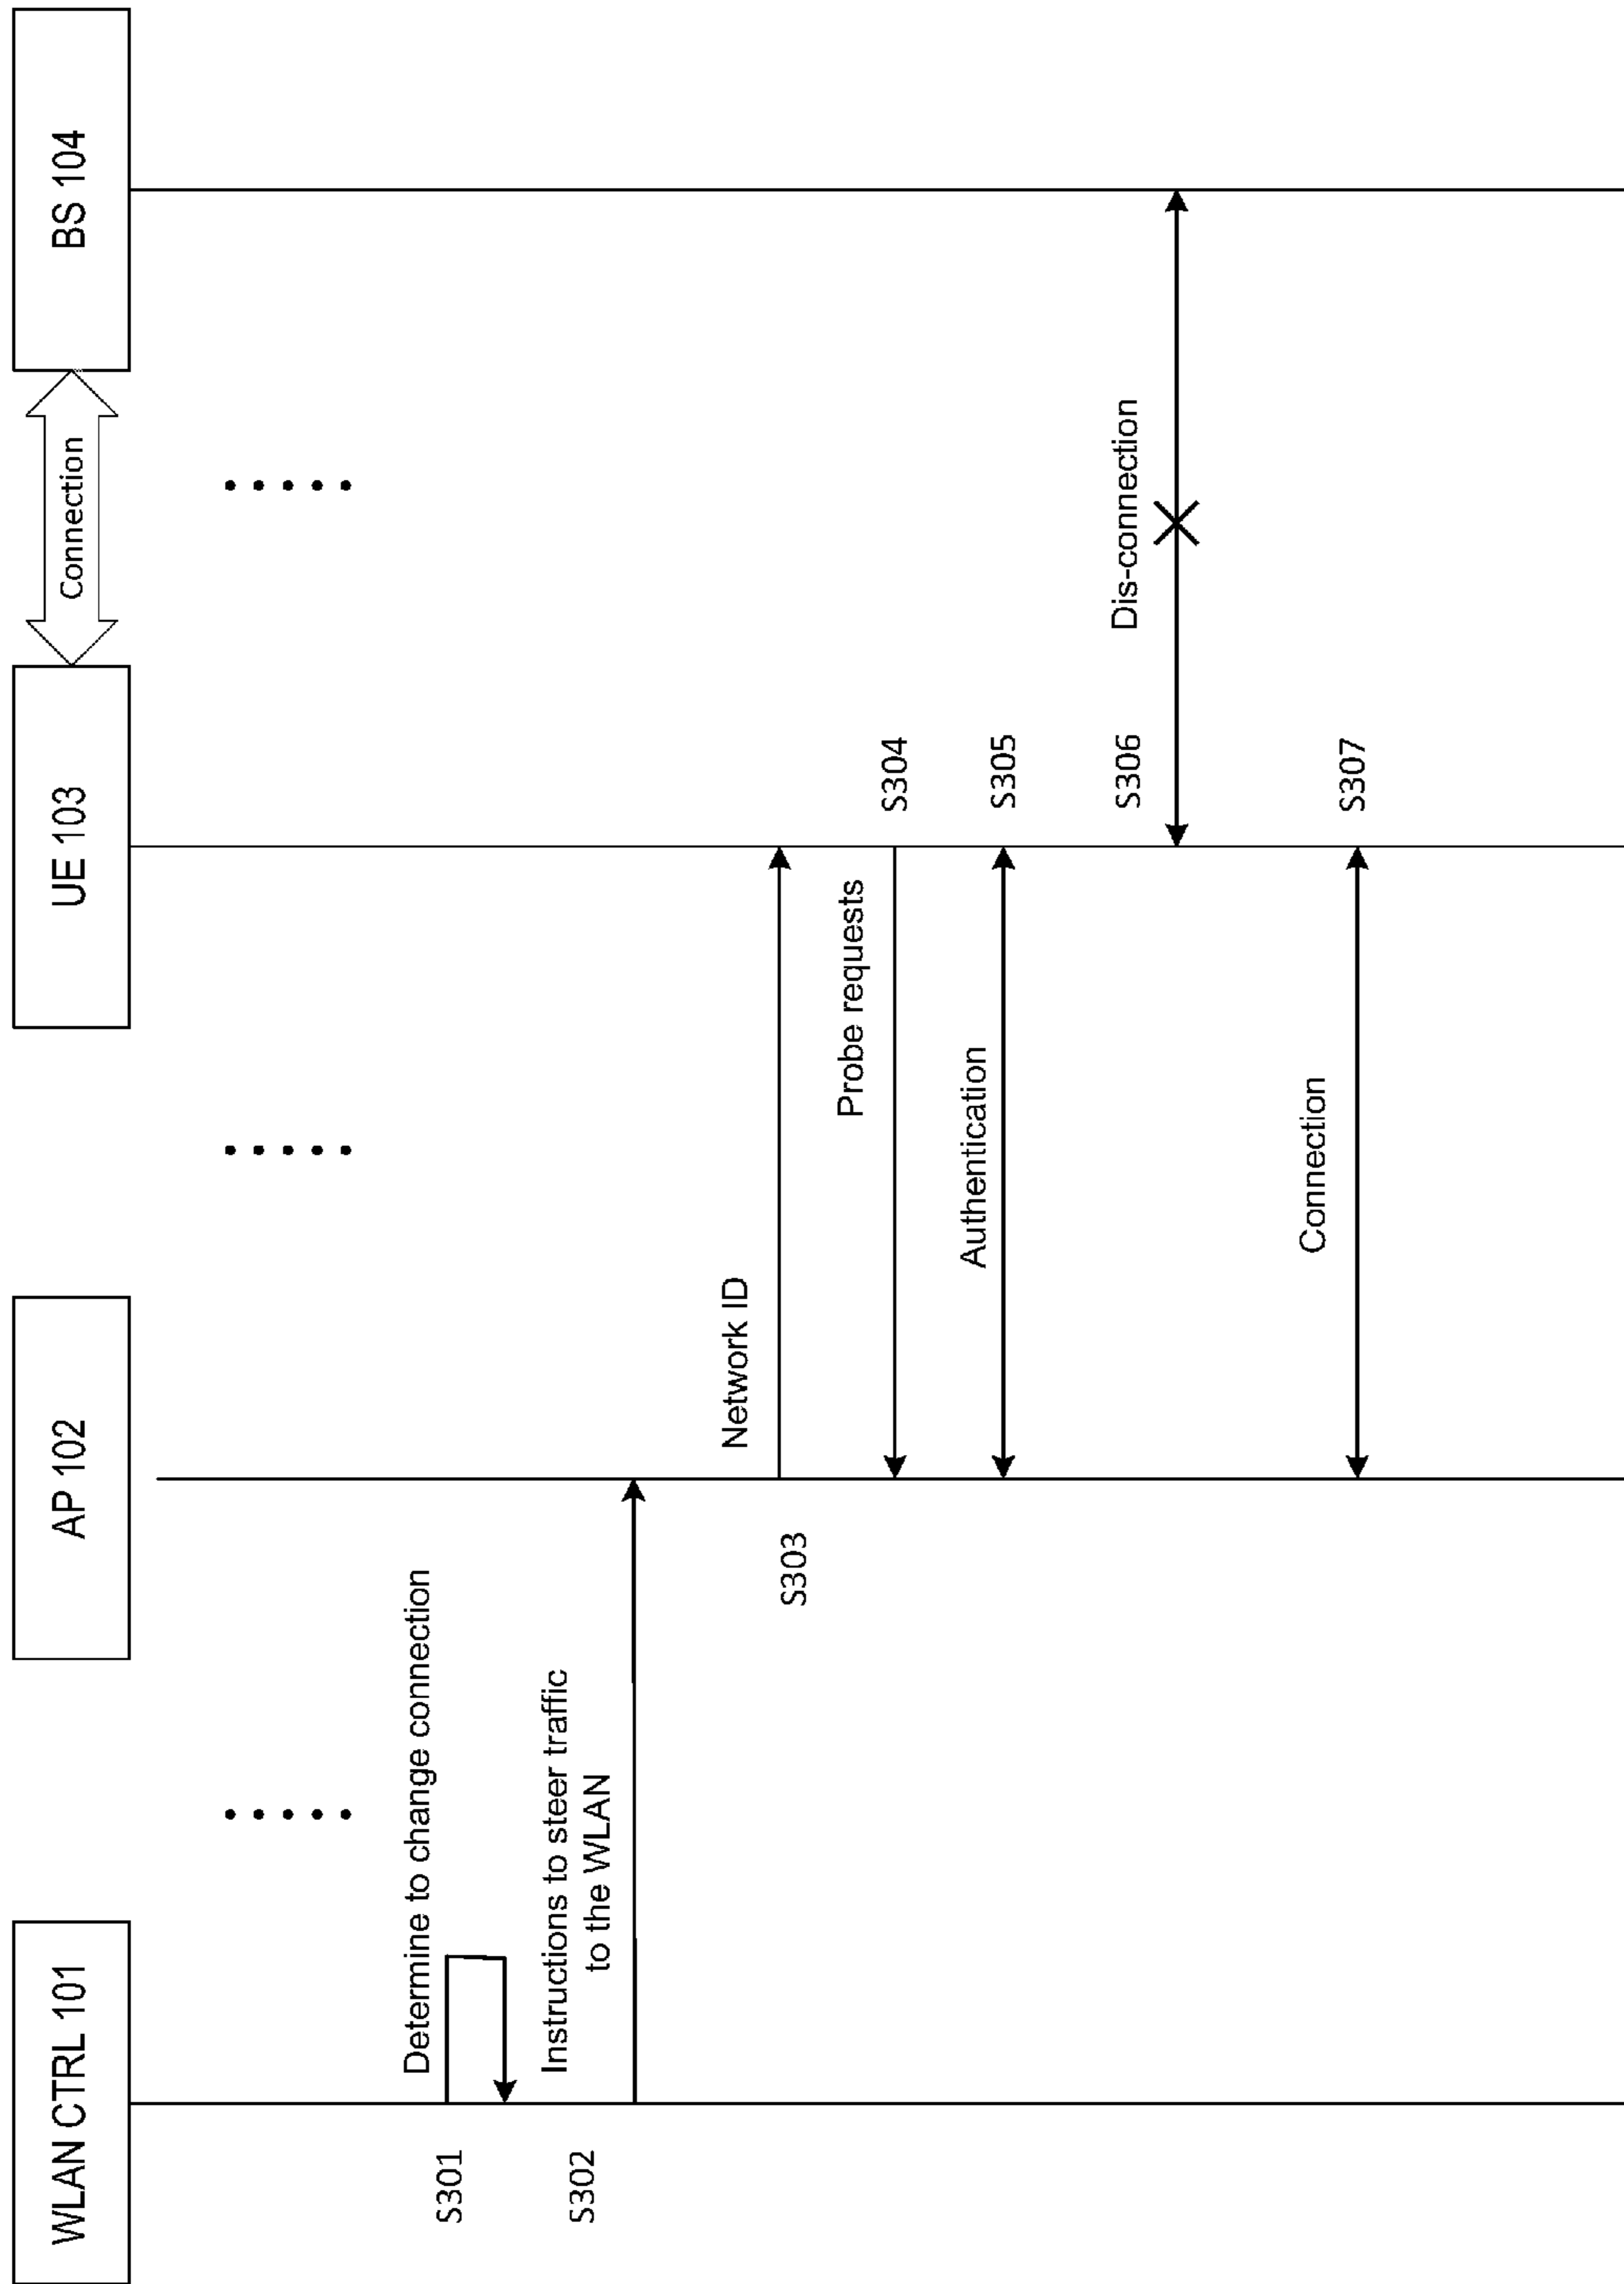 WLAN CTRL 101
AP 102
UE 103
Connection
BS 104
Determine to change connection
S301
Instructions to steer traffic
to the WLAN
S302
Network ID
S303
Probe requests
S304
Authentication
S305
Dis-connection
S306
Connection
S307